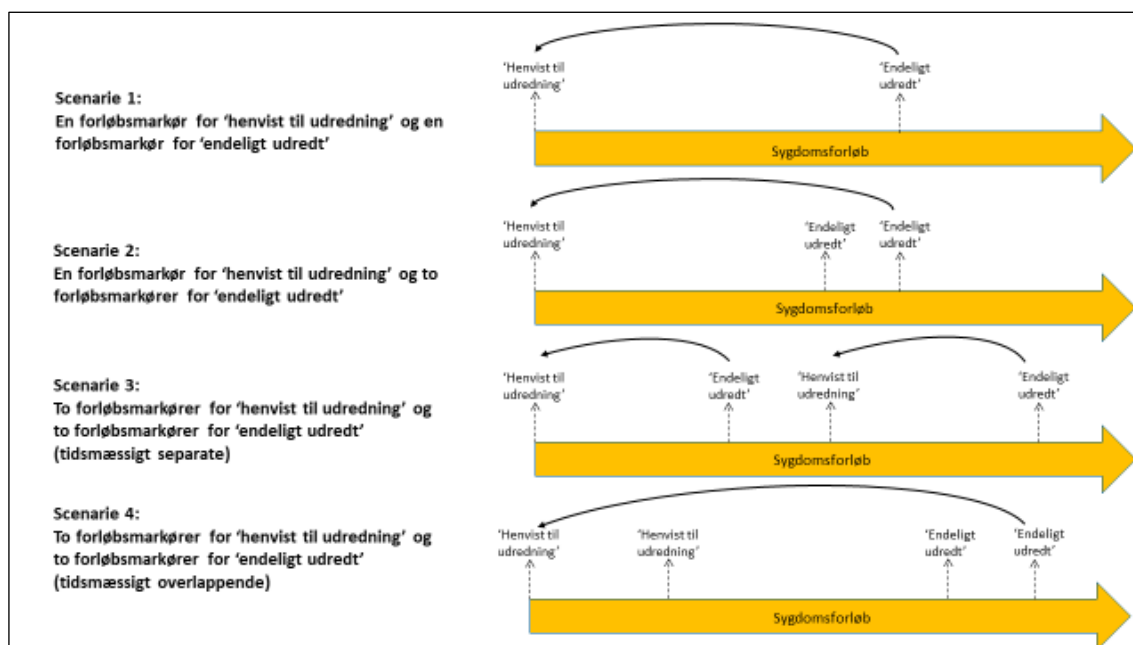 'Henvist til
udredning'
'Endeligt
udredt'
Scenarie 1:
En forløbsmarkør for 'henvist til udredning' og en
forløbsmarkør for 'endeligt udredt'
Sygdomsforløb
'Henvist til
udredning'
'Endeligt
udredt'
'Endeligt
udredt'
Scenarie 2:
En forløbsmarkør for 'henvist til udredning' og to
forløbsmarkører for 'endeligt udredt'
Sygdomsforløb
'Henvist til
udredning'
'Endeligt
udredt'
'Henvist til
udredning'
'Endeligt
udredt'
Scenarie 3:
To forløbsmarkører for 'henvist til udredning' og
to forløbsmarkører for 'endeligt udredt'
(tidsmæssigt separate)
Sygdomsforløb
Scenarie 4:
To forløbsmarkører for 'henvist til udredning' og
to forløbsmarkører for 'endeligt udredt'
(tidsmæssigt overlappende)
'Henvist til
udredning'
'Henvist til
udredning'
'Endeligt
udredt'
'Endeligt
udredt'
Sygdomsforløb